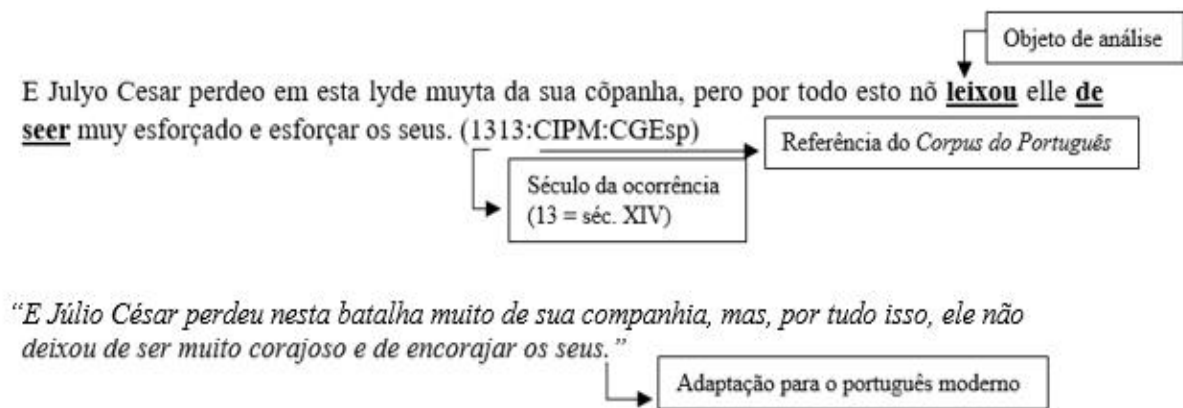 Objeto de análise
E Julyo Cesar perdeo em esta lyde muyta da sua cõpanha, pero por todo esto nõ leixou elle de
seer muy esforçado e esforçar os seus. (1313:CIPM:CGEsp)
Referência do Corpus do Português
Século da ocorrência
(13 = séc. XIV)
“E Júlio César perdeu nesta batalha muito de sua companhia, mas, por tudo isso, ele não
deixou de ser muito corajoso e de encorajar os seus.”
Adaptação para o português moderno